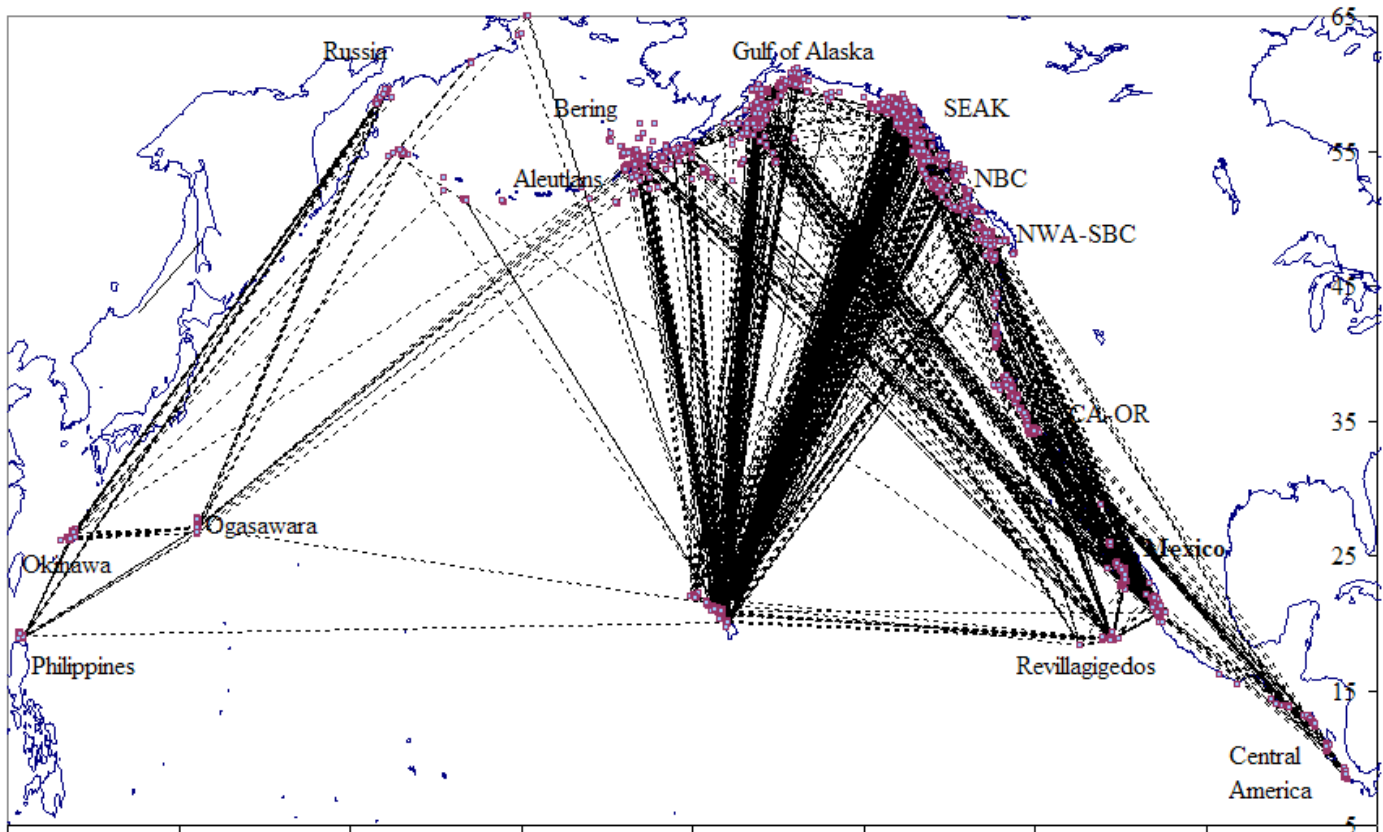 65
Russia
Gulf of Alaska
Bering
SEAK
55
Aleutians
NBC
NWA-SBC
45
CA-OR
35
Ogasawara
Mexico
25
Okinawa
Philippines
Revillagigedos
15
Central
America
5